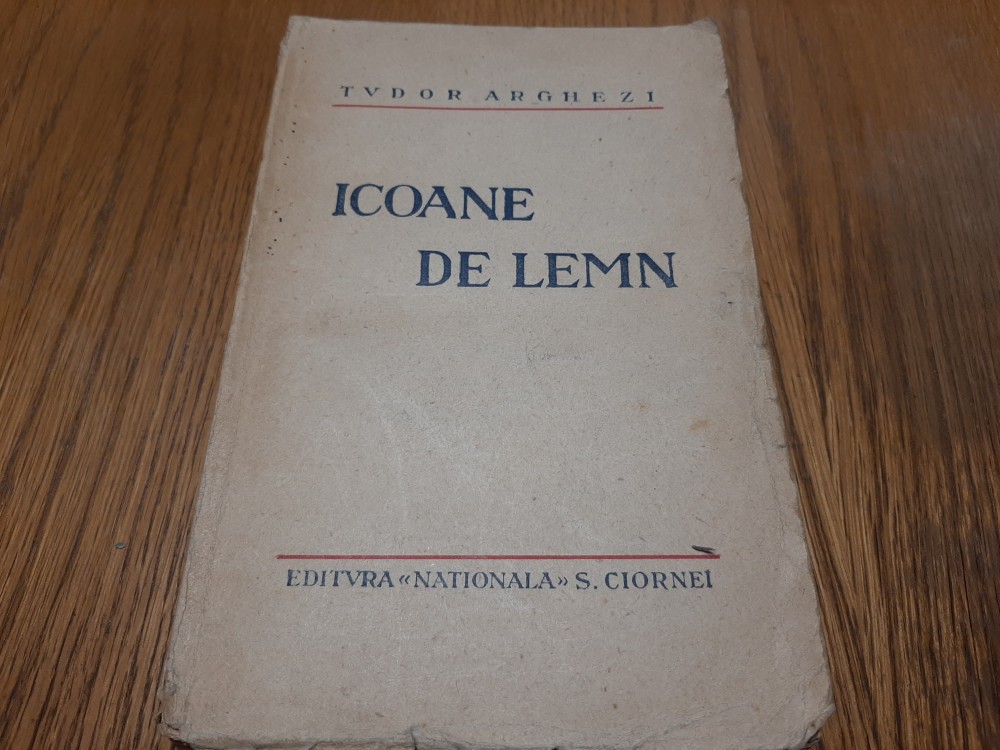 TVDOR ARGHEZI
ICOANE
DE LEMN
EDITVRA «NATIONALA» S. CIORNEI